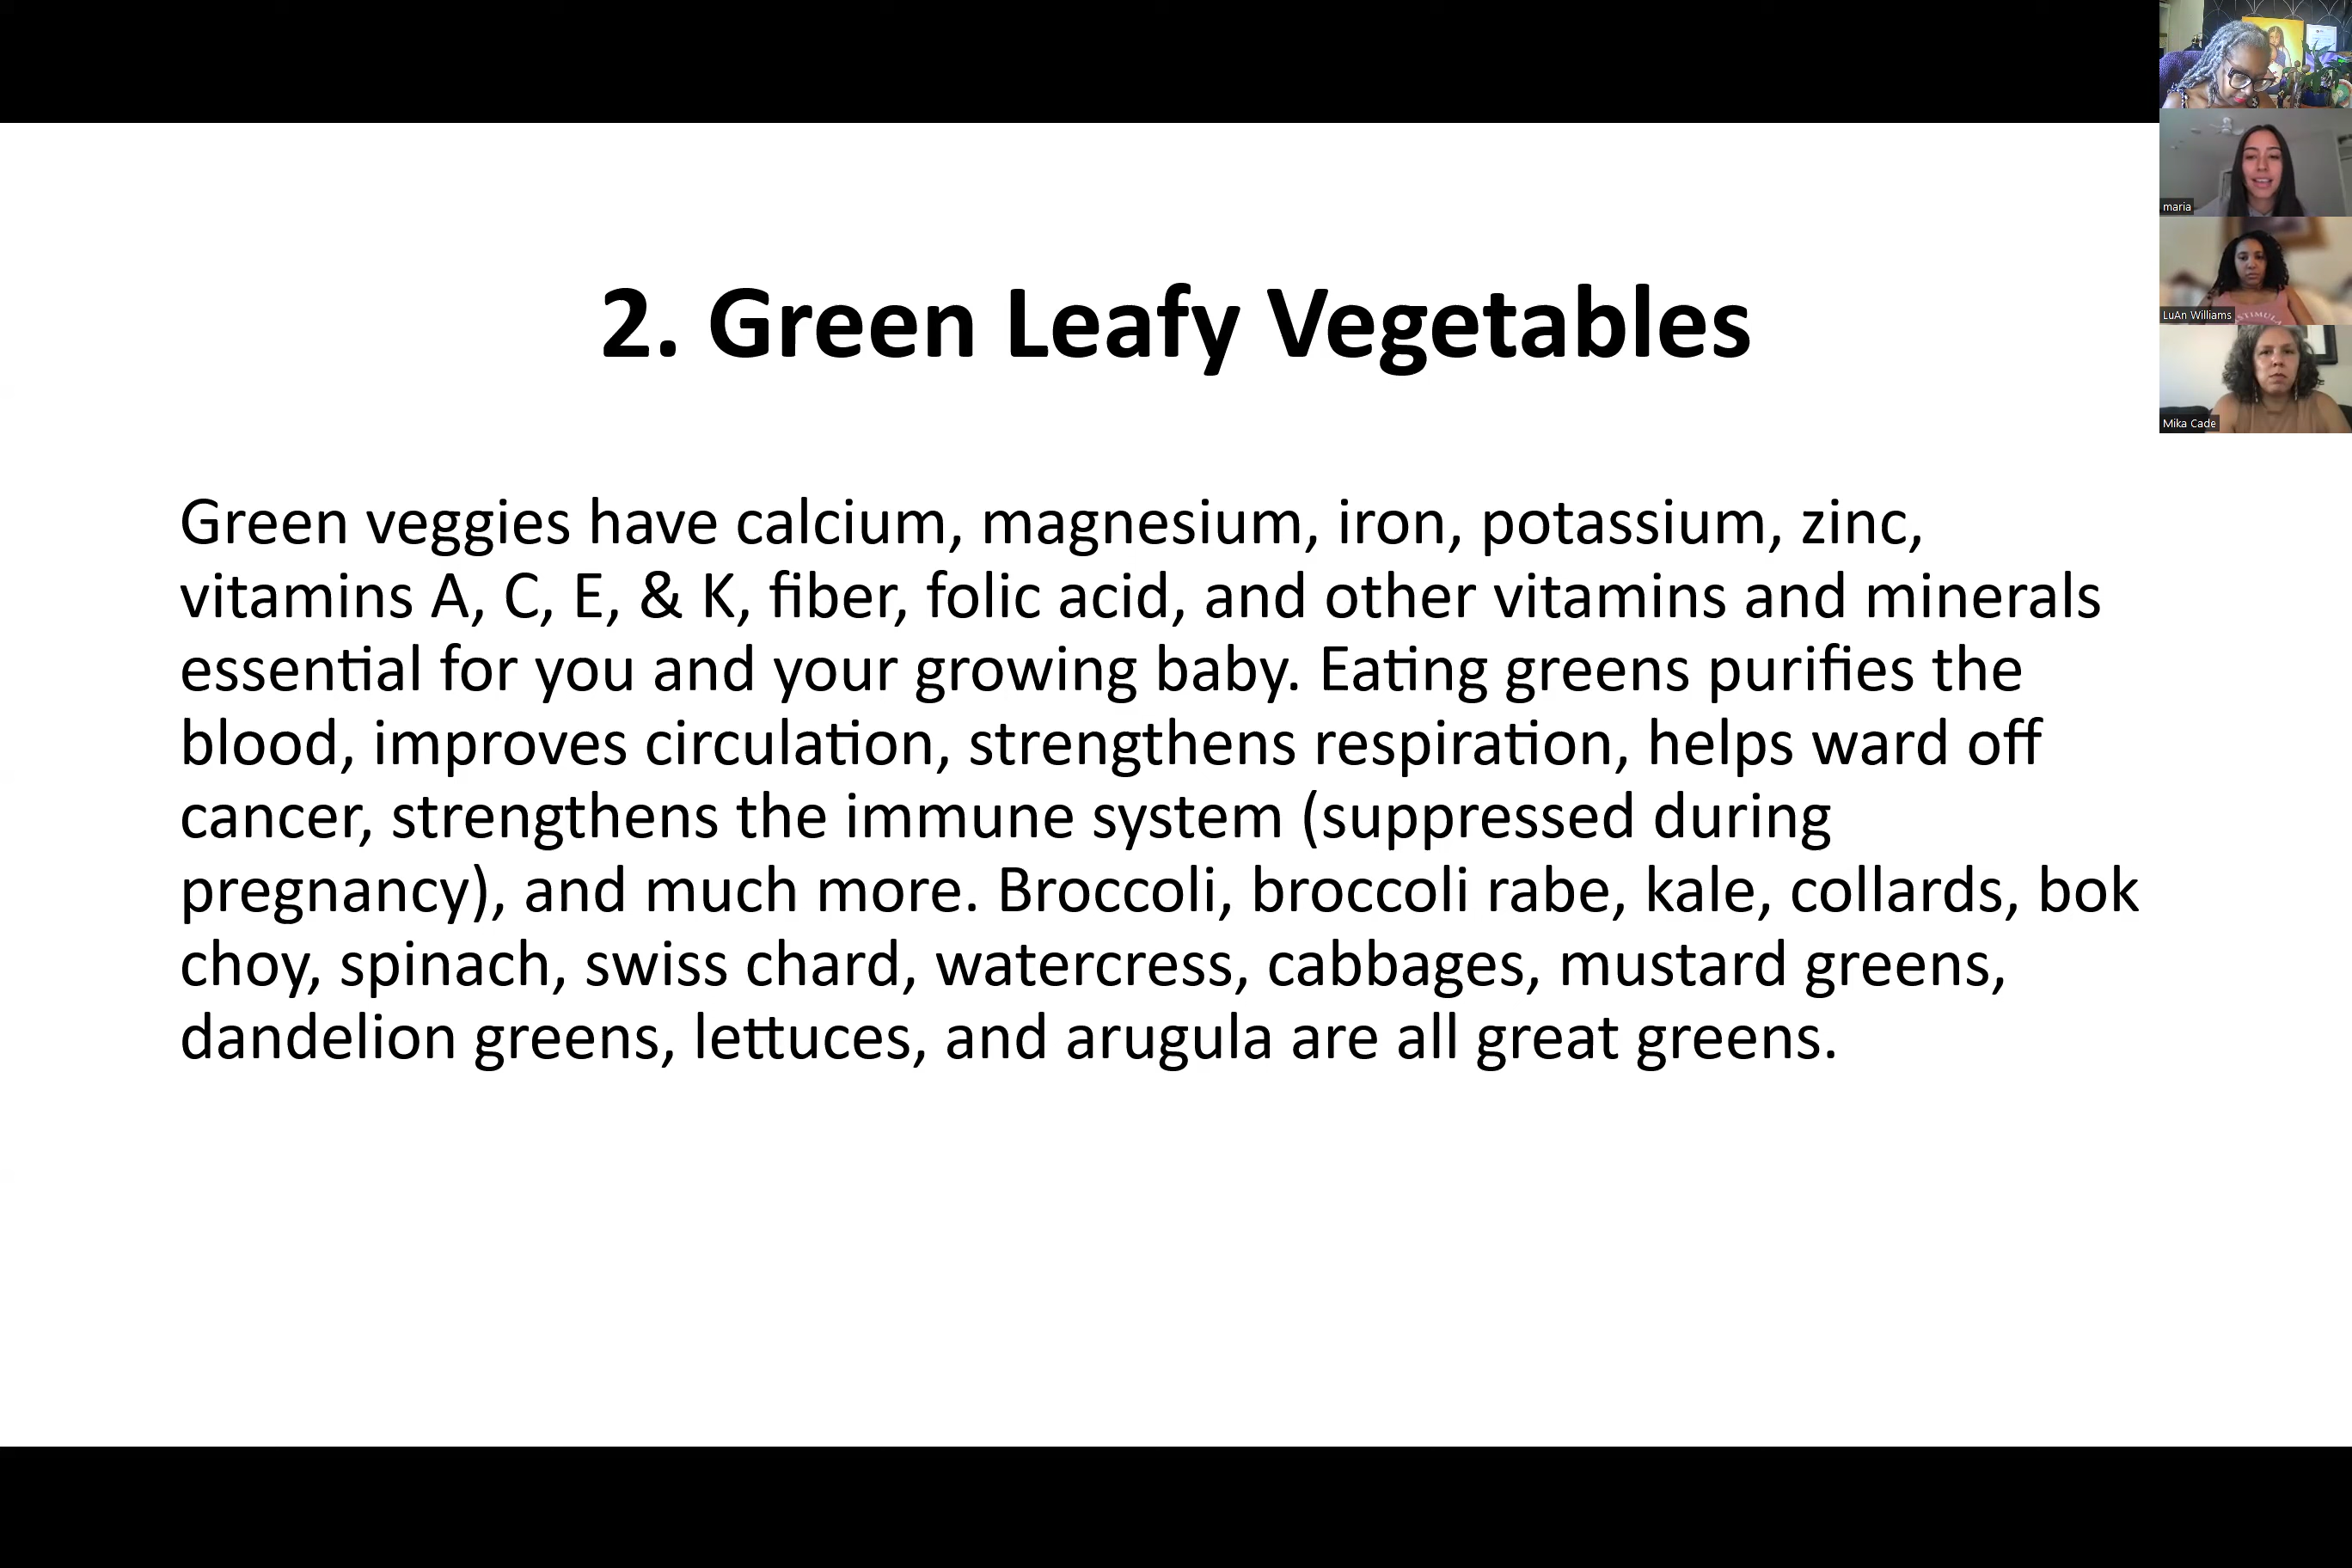 2. Green Leafy Vegetables
Green veggies have calcium, magnesium, iron, potassium, zinc,
vitamins A, C, E, & K, fiber, folic acid, and other vitamins and minerals
essential for you and your growing baby. Eating greens purifies the
blood, improves circulation, strengthens respiration, helps ward off
cancer, strengthens the immune system (suppressed during
pregnancy), and much more. Broccoli, broccoli rabe, kale, collards, bok
choy, spinach, swiss chard, watercress, cabbages, mustard greens,
dandelion greens, lettuces, and arugula are all great greens.
maria
LuAn Williams
STIMULA
Mika Cade